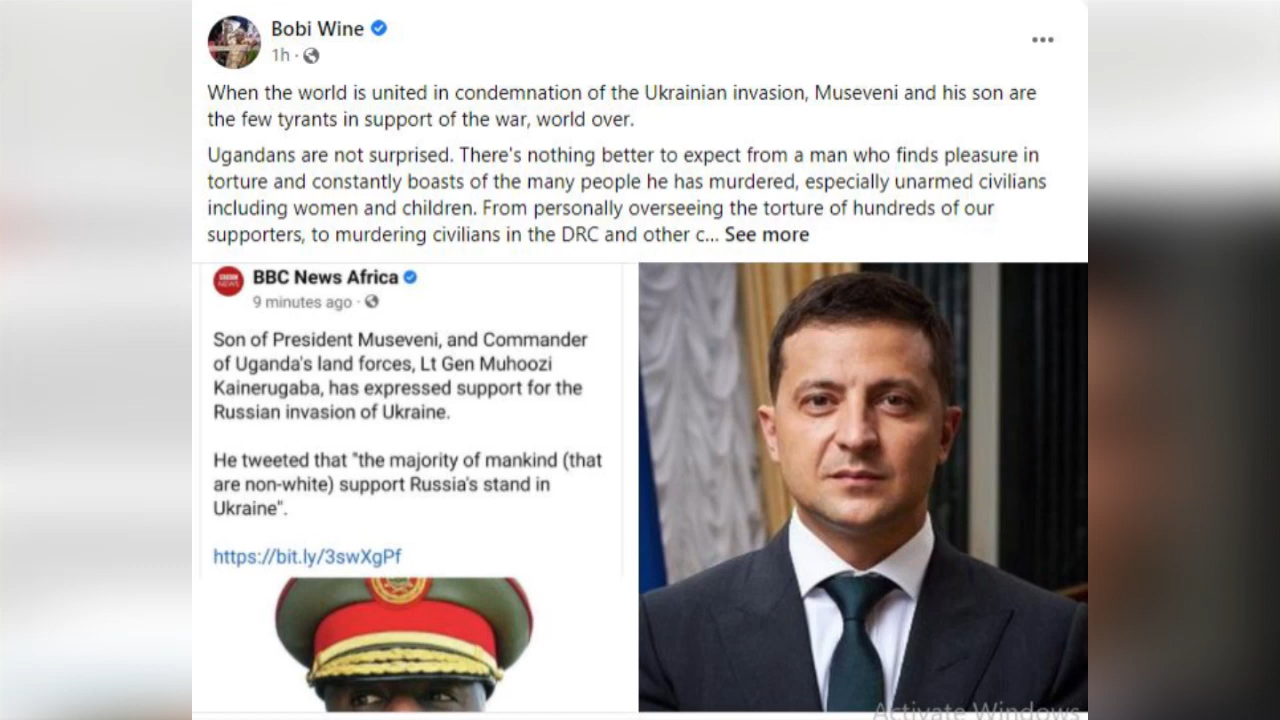 Bobi Wine
1h ·
When the world is united in condemnation of the Ukrainian invasion, Museveni and his son are
the few tyrants in support of the war, world over.
Ugandans are not surprised. There's nothing better to expect from a man who finds pleasure in
torture and constantly boasts of the many people he has murdered, especially unarmed civilians
including women and children. From personally overseeing the torture of hundreds of our
supporters, to murdering civilians in the DRC and other c... See more
BBC News Africa
NEWS
9 minutes ago ·
Son of President Museveni, and Commander
of Uganda's land forces, Lt Gen Muhoozi
Kainerugaba, has expressed support for the
Russian invasion of Ukraine.
He tweeted that "the majority of mankind (that
are non-white) support Russia's stand in
Ukraine".
https://bit.ly/3swXgPf
Activate Windows